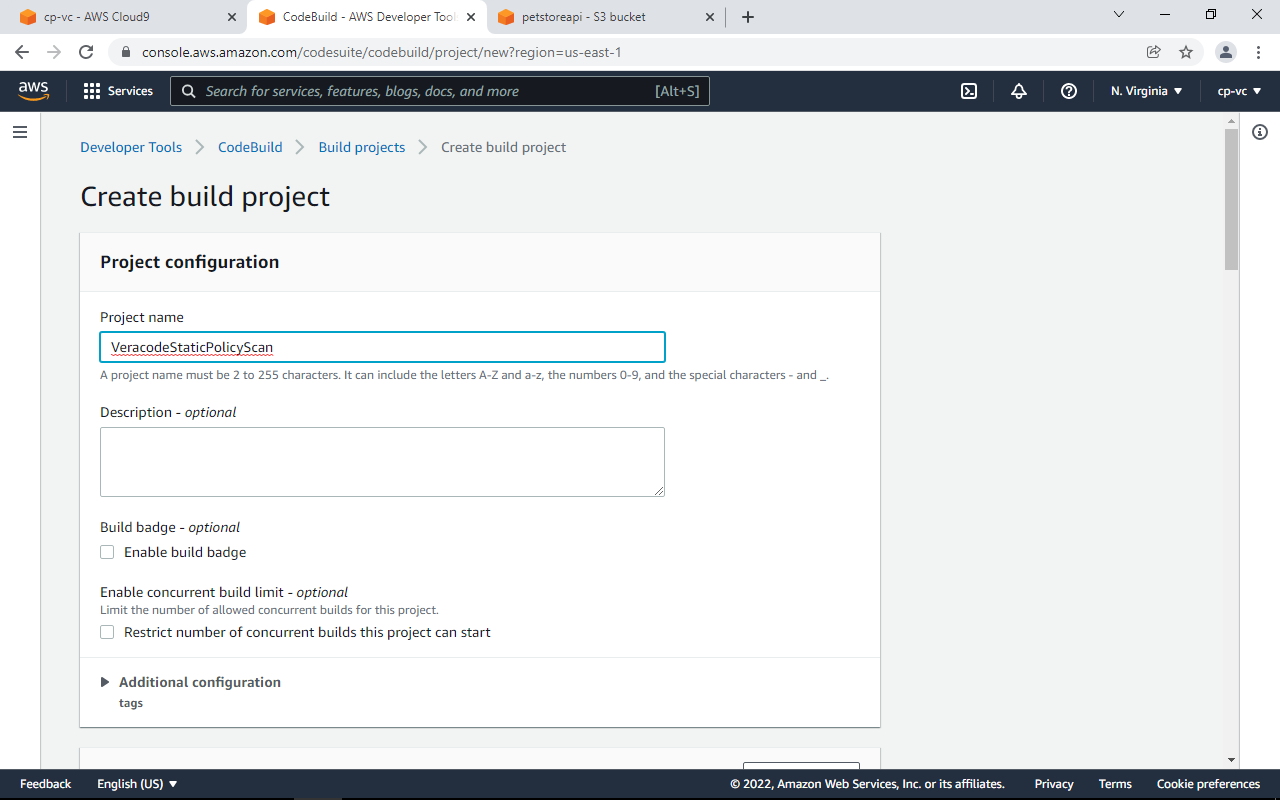 cp-vc - AWS Cloud9
CodeBuild - AWS Developer Tool
petstoreapi - S3 bucket
console.aws.amazon.com/codesuite/codebuild/project/new?region=us-east-1
aws
Services
Search for services, features, blogs, docs, and more
[Alt+S]
N. Virginia
cp-vc
Developer Tools
CodeBuild
Build projects
Create build project
Create build project
Project configuration
Project name
VeracodeStaticPolicyScan
A project name must be 2 to 255 characters. It can include the letters A-Z and a-z, the numbers 0-9, and the special characters - and _.
Description - optional
Build badge - optional
Enable build badge
Enable concurrent build limit - optional
Limit the number of allowed concurrent builds for this project.
Restrict number of concurrent builds this project can start
Additional configuration
tags
Feedback
English (US)
© 2022, Amazon Web Services, Inc. or its affiliates.
Privacy
Terms
Cookie preferences